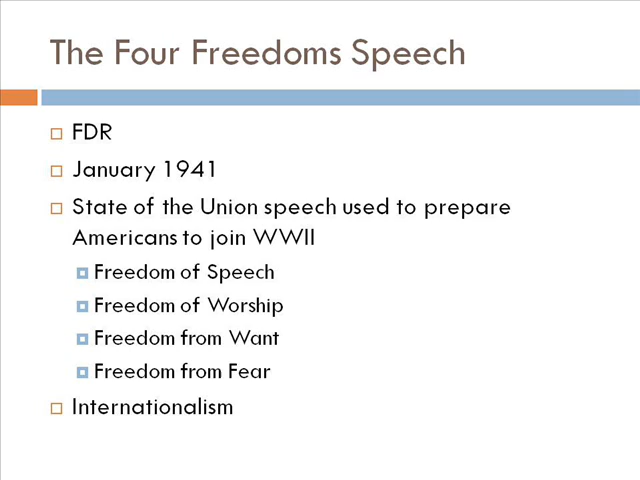 The Four Freedoms Speech
FDR
January 1941
State of the Union speech used to prepare
Americans to join WWII
Freedom of Speech
Freedom of Worship
Freedom from Want
Freedom from Fear
Internationalism